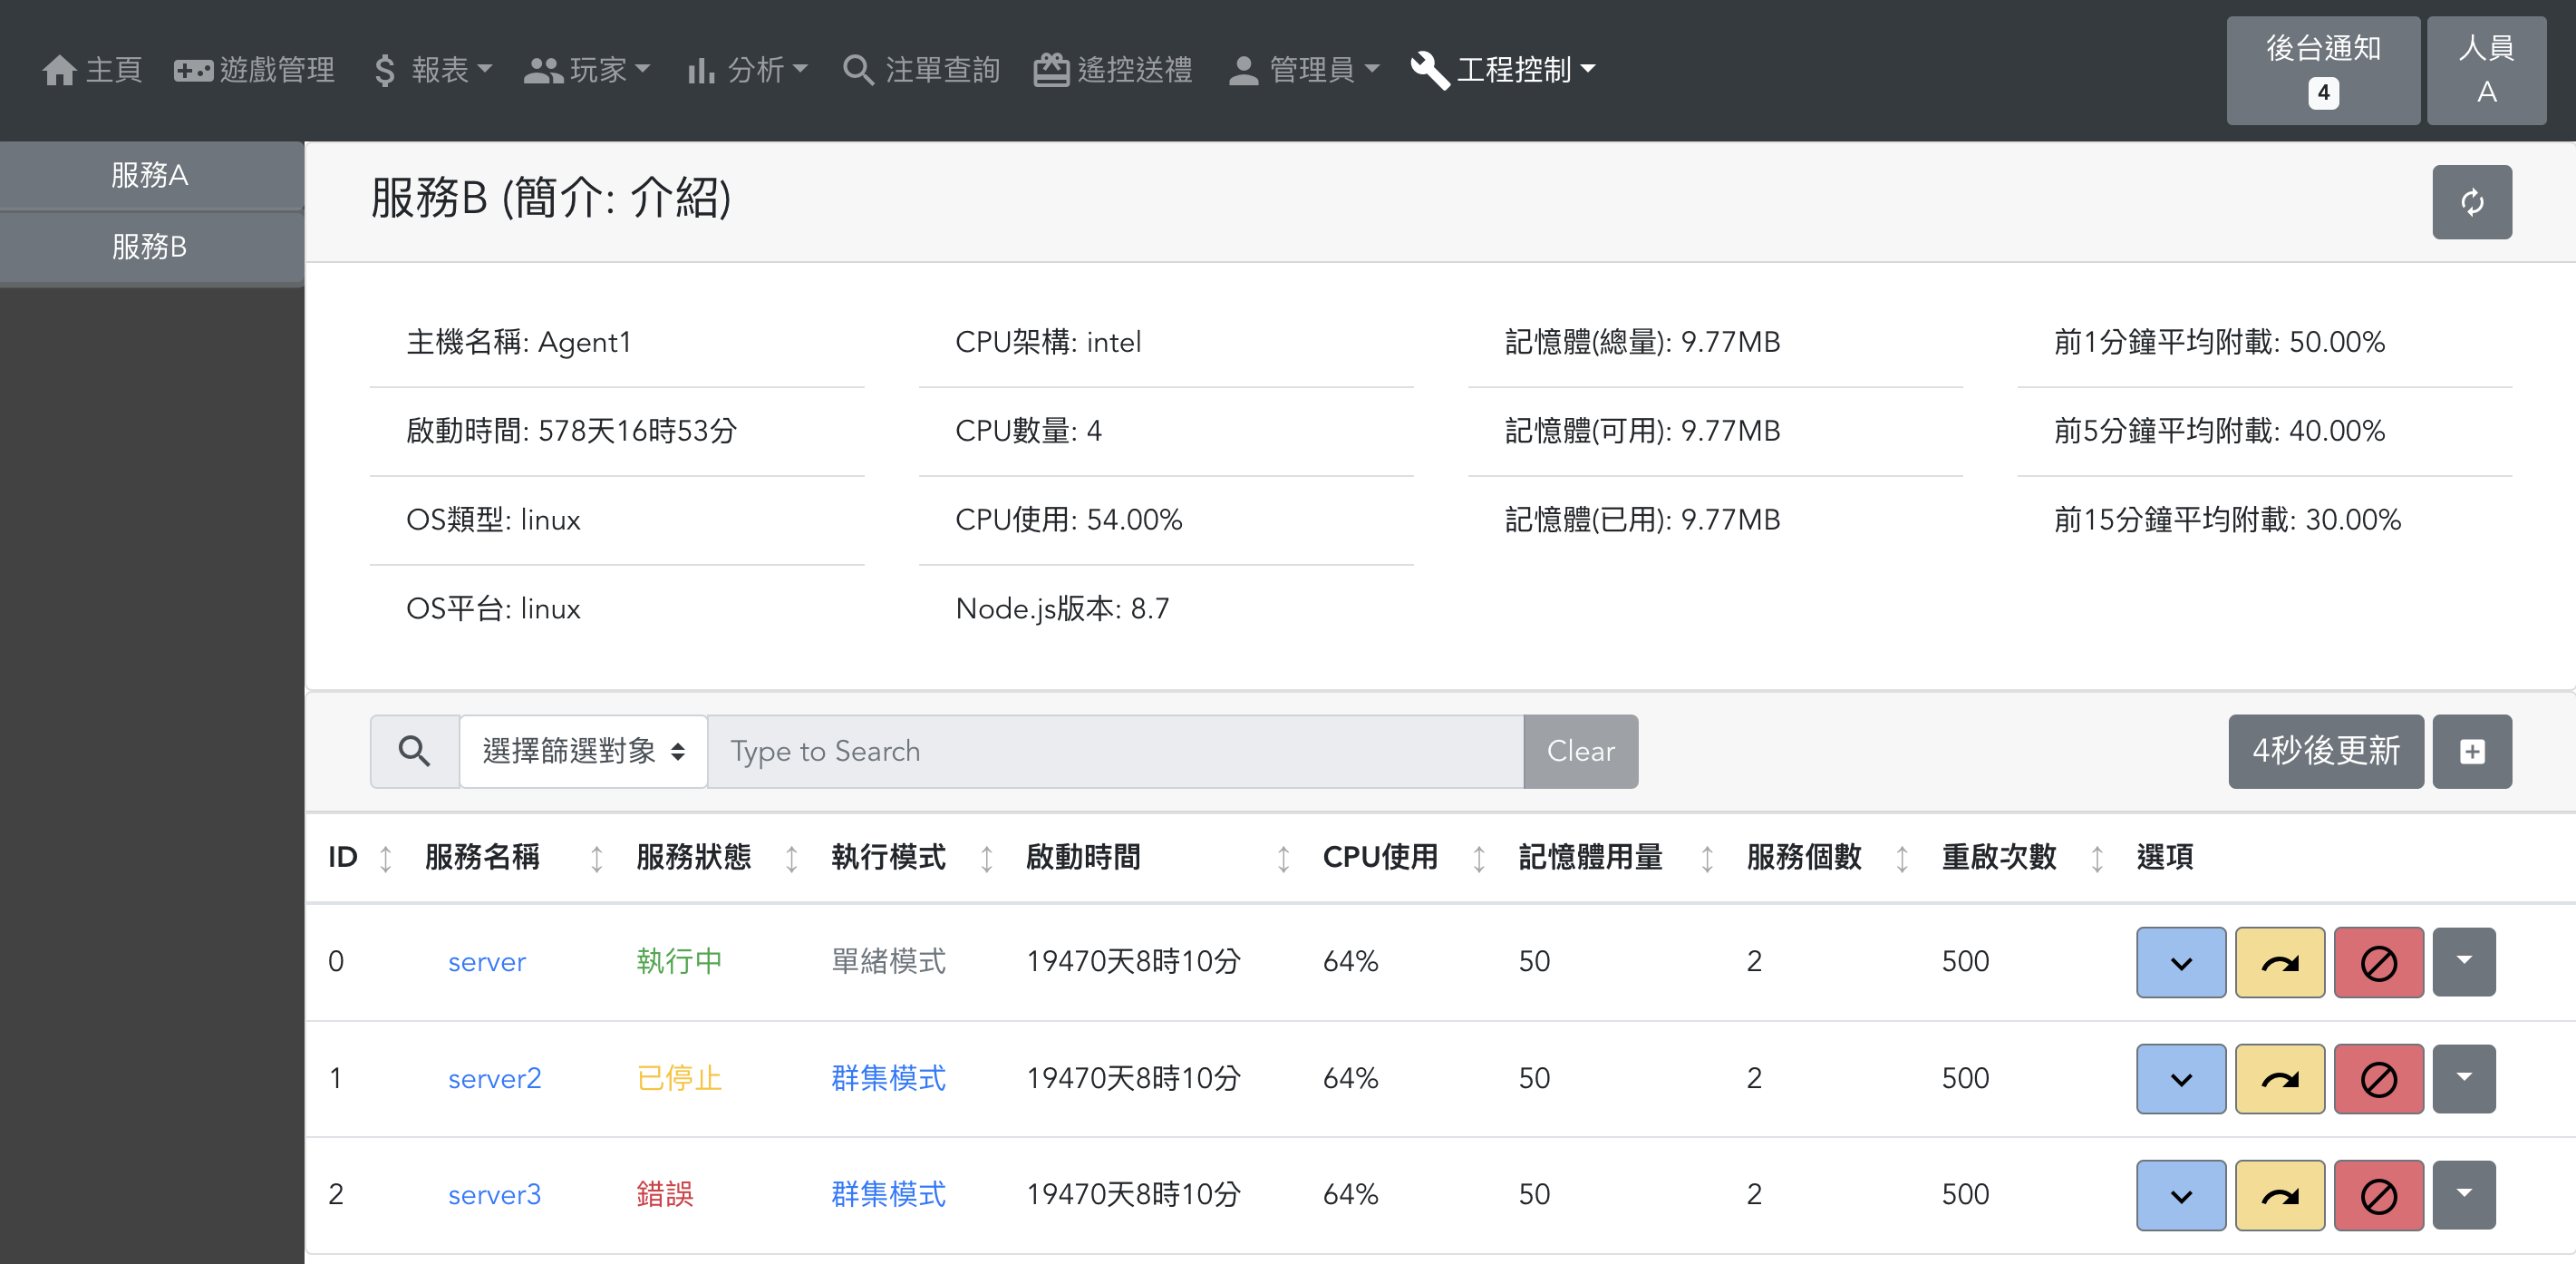 主頁 遊戲管理 報表 玩家 分析 注單查詢 遙控送禮 管理員 工程控制 後台通知 4 人員 A
服務A
服務B
服務B (簡介: 介紹)
主機名稱: Agent1 CPU架構: intel 記憶體(總量): 9.77MB 前1分鐘平均附載: 50.00%
啟動時間: 578天16時53分 CPU數量: 4 記憶體(可用): 9.77MB 前5分鐘平均附載: 40.00%
OS類型: linux CPU使用: 54.00% 記憶體(已用): 9.77MB 前15分鐘平均附載: 30.00%
OS平台: linux Node.js版本: 8.7
選擇篩選對象 Type to Search Clear 4秒後更新
ID 服務名稱 服務狀態 執行模式 啟動時間 CPU使用 記憶體用量 服務個數 重啟次數 選項
0 server 執行中 單緒模式 19470天8時10分 64% 50 2 500
1 server2 已停止 群集模式 19470天8時10分 64% 50 2 500
2 server3 錯誤 群集模式 19470天8時10分 64% 50 2 500